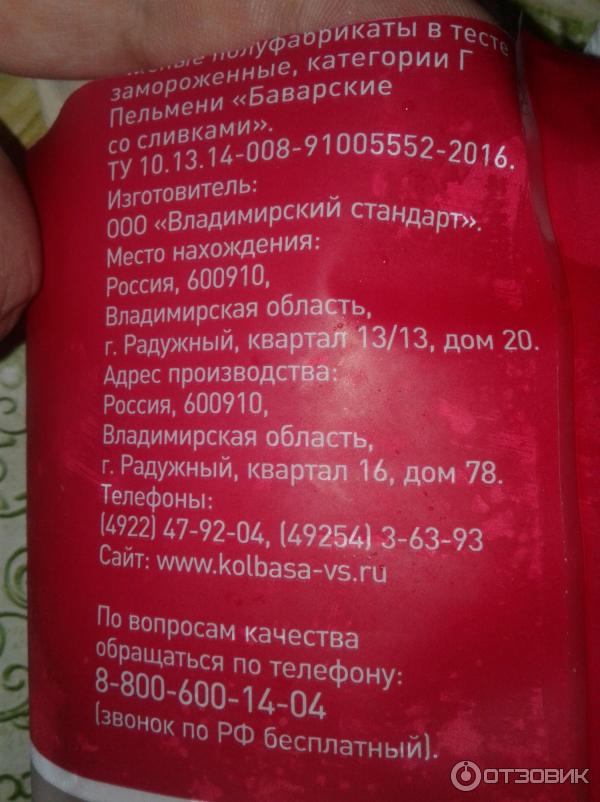 полуфабрикаты в тесте
замороженные, категории Г
Пельмени «Баварские
со сливками».
ТУ 10.13.14-008-91005552-2016.
Изготовитель:
ООО «Владимирский стандарт».
Место нахождения:
Россия, 600910,
Владимирская область,
г. Радужный, квартал 13/13, дом 20.
Адрес производства:
Россия, 600910,
Владимирская область,
г. Радужный, квартал 16, дом 78.
Телефоны:
(4922) 47-92-04, (49254) 3-63-93
Сайт: www.kolbasa-vs.ru
По вопросам качества
обращаться по телефону:
8-800-600-14-04
(звонок по РФ бесплатный).
ОТЗОВИК